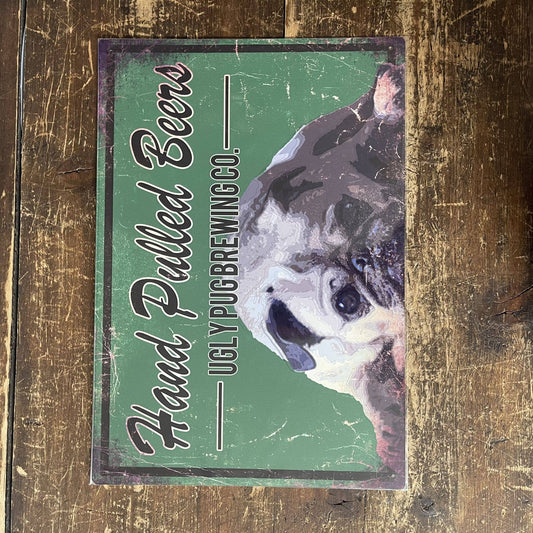 Hand Pulled Beers
UGLY PUG BREWING CO.